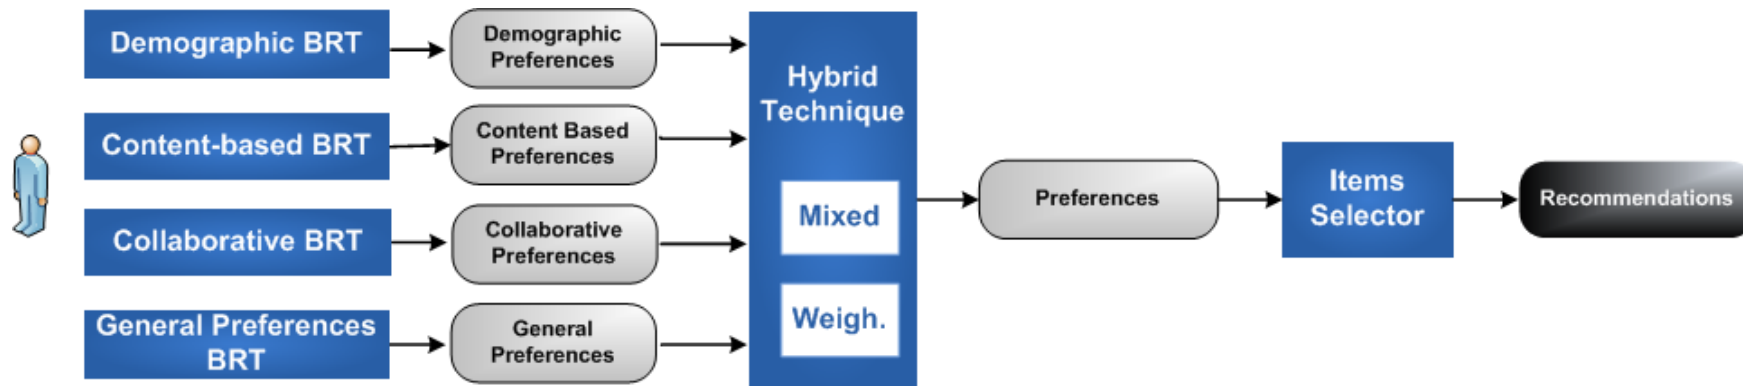 Demographic BRT
Demographic
Preferences
Content-based BRT
Content Based
Preferences
Collaborative BRT
Collaborative
Preferences
General Preferences
BRT
General
Preferences
Hybrid
Technique
Mixed
Weigh.
Preferences
Items
Selector
Recommendations